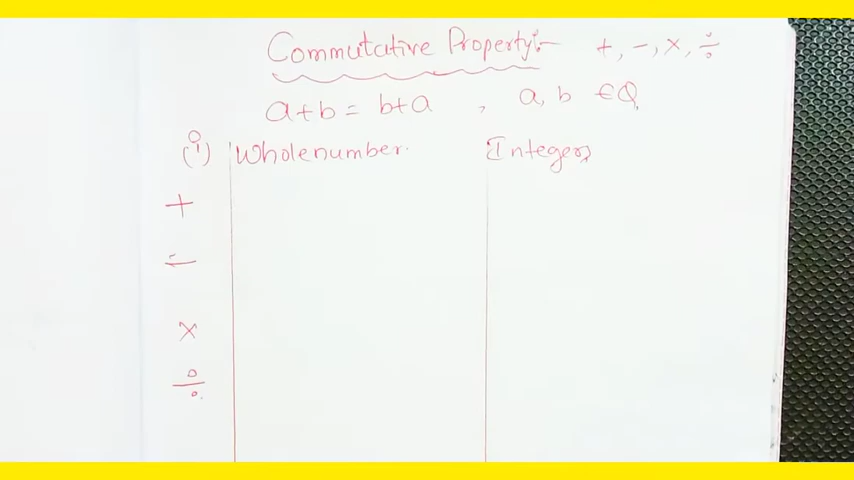 Commutative Property:- +, -, ×, ÷
a+b = b+a , a, b ∈ Q
(i) Wholenumber. Integers
+
-
×
÷